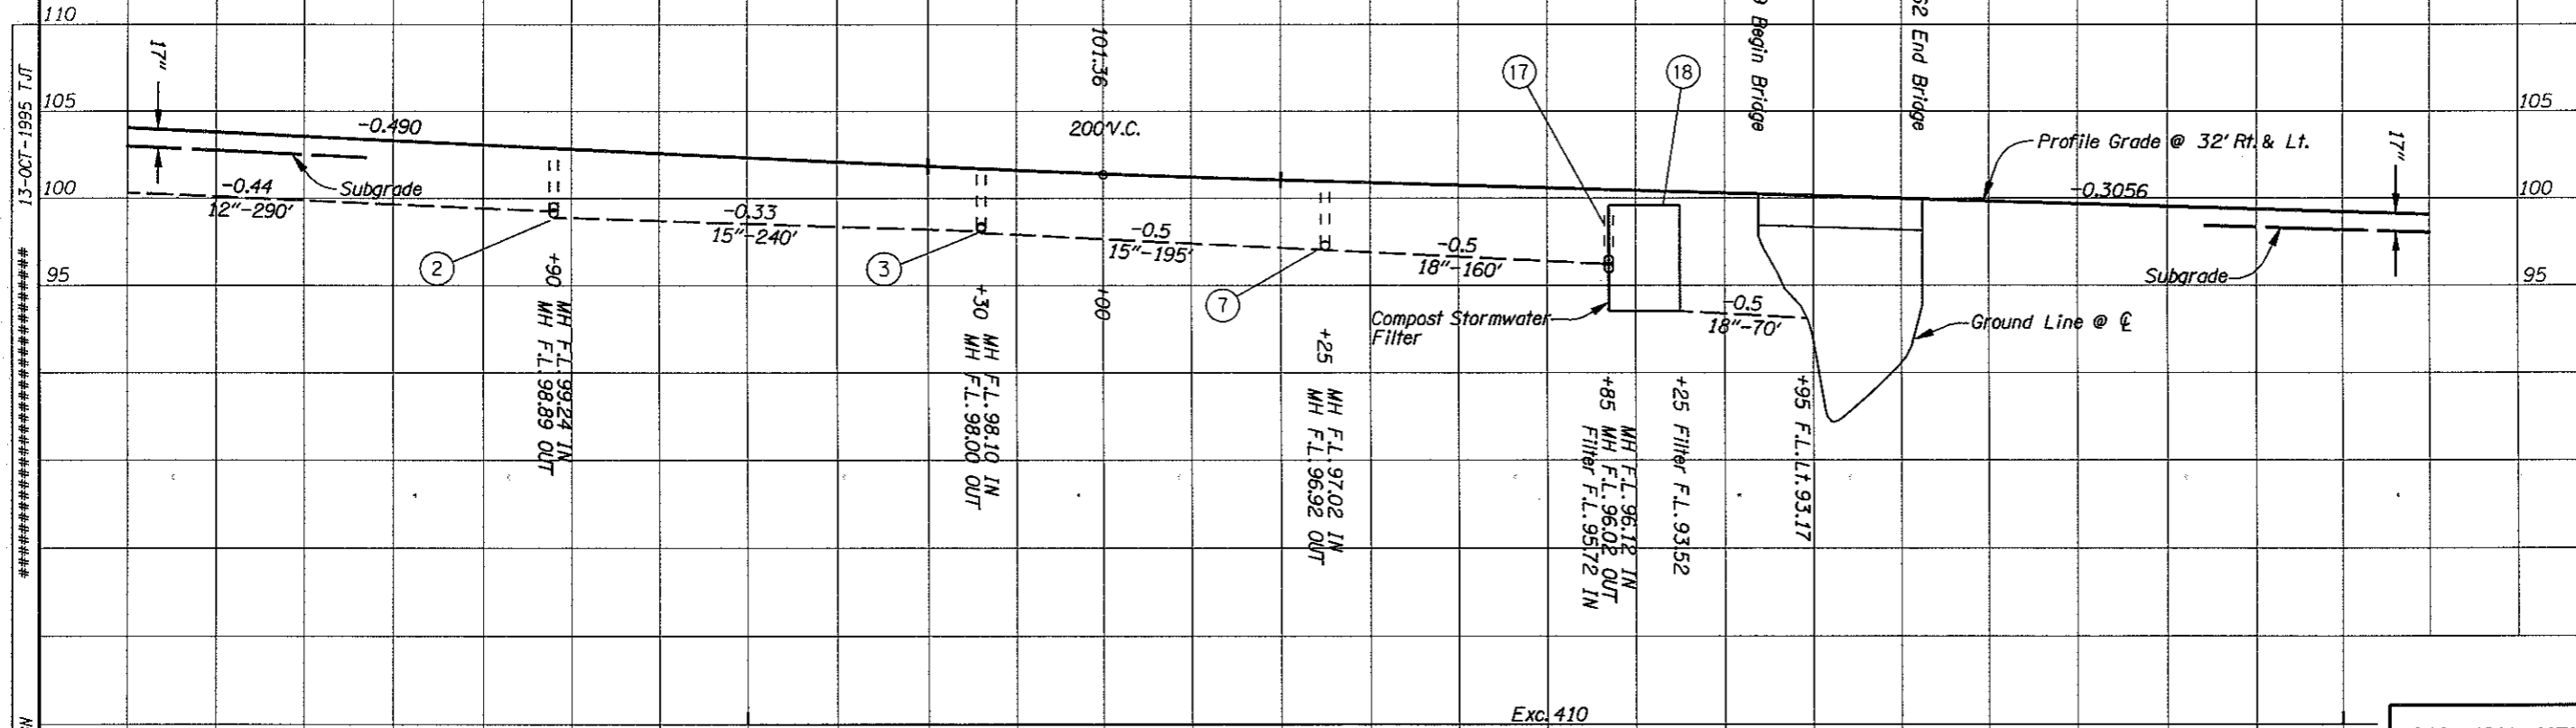 110
17"
101.36
9 Begin Bridge
62 End Bridge
17
18
13-OCT-1995 TJT
105
-0.490
200' V.C.
Profile Grade @ 32' Rt. & Lt.
17"
105
100
-0.44
12"-290'
Subgrade
-0.33
15"-240'
-0.5
15"-195'
-0.5
18"-160'
-0.3056
100
Subgrade
95
2
3
7
+00
Compost Stormwater
Filter
-0.5
18"-70'
Ground Line @ ℄
95
+90 MH F.L. 99.24 IN
MH F.L. 98.89 OUT
+30 MH F.L. 98.10 IN
MH F.L. 98.00 OUT
+25 MH F.L. 97.02 IN
MH F.L. 96.92 OUT
MH F.L. 96.12 IN
+85 MH F.L. 96.02 OUT
Filter F.L. 95.72 IN
+25 Filter F.L. 93.52
+95 F.L. Lt. 93.17
Exc. 410